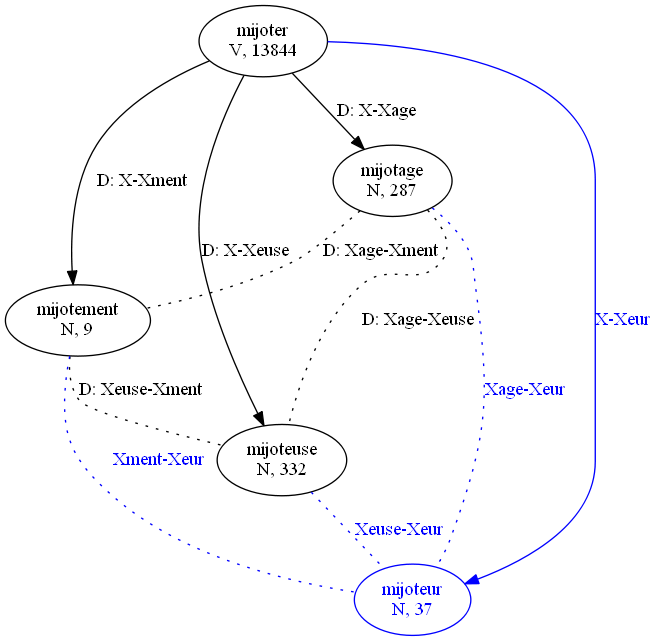 mijoter
V, 13844
D: X-Xage
mijotage
N, 287
D: X-Xment
D: X-Xeuse
D: Xage-Xment
mijotement
N, 9
D: Xage-Xeuse
X-Xeur
D: Xeuse-Xment
Xage-Xeur
mijoteuse
N, 332
Xment-Xeur
Xeuse-Xeur
mijoteur
N, 37